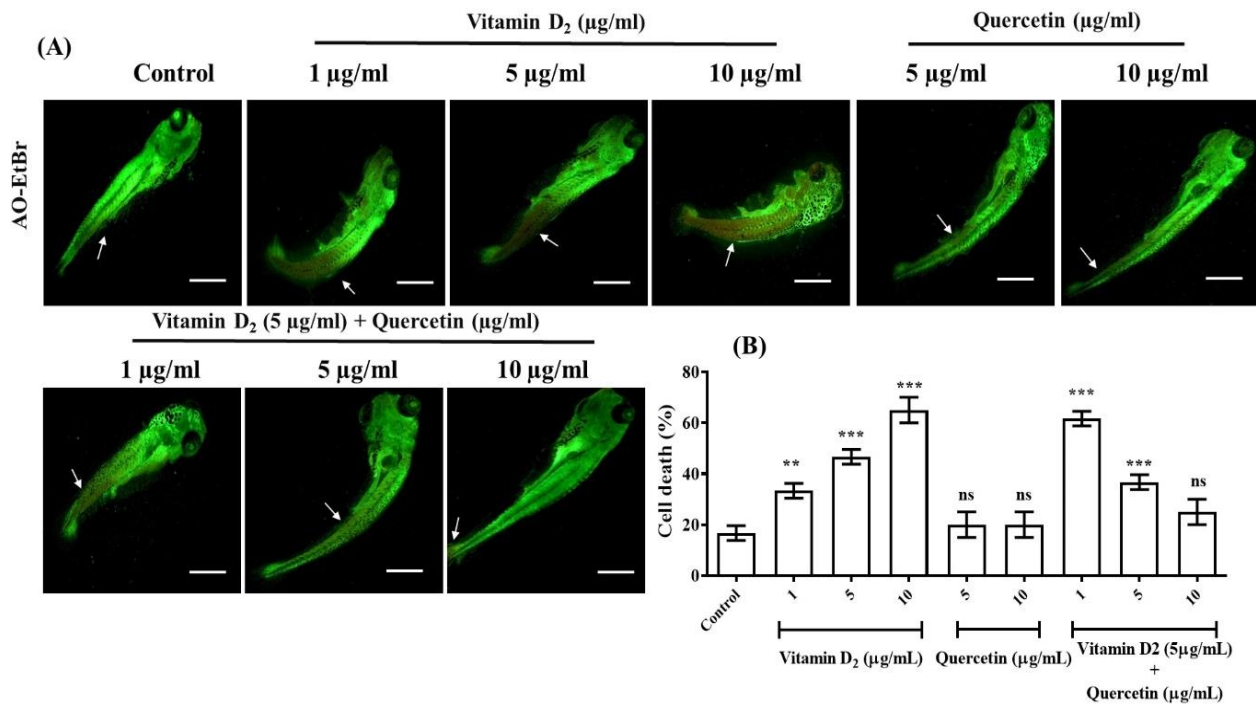 Vitamin D₂ (µg/ml)
Quercetin (µg/ml)
(A)
Control
1 µg/ml
5 µg/ml
10 µg/ml
5 µg/ml
10 µg/ml
AO-EtBr
Vitamin D₂ (5 µg/ml) + Quercetin (µg/ml)
1 µg/ml
5 µg/ml
10 µg/ml
(B)
Cell death (%)
80
60
40
20
0
**
***
***
ns
ns
***
***
ns
Control
1
5
10
5
10
1
5
10
Vitamin D₂ (µg/mL)
Quercetin (µg/mL)
Vitamin D2 (5µg/mL)
+
Quercetin (µg/mL)